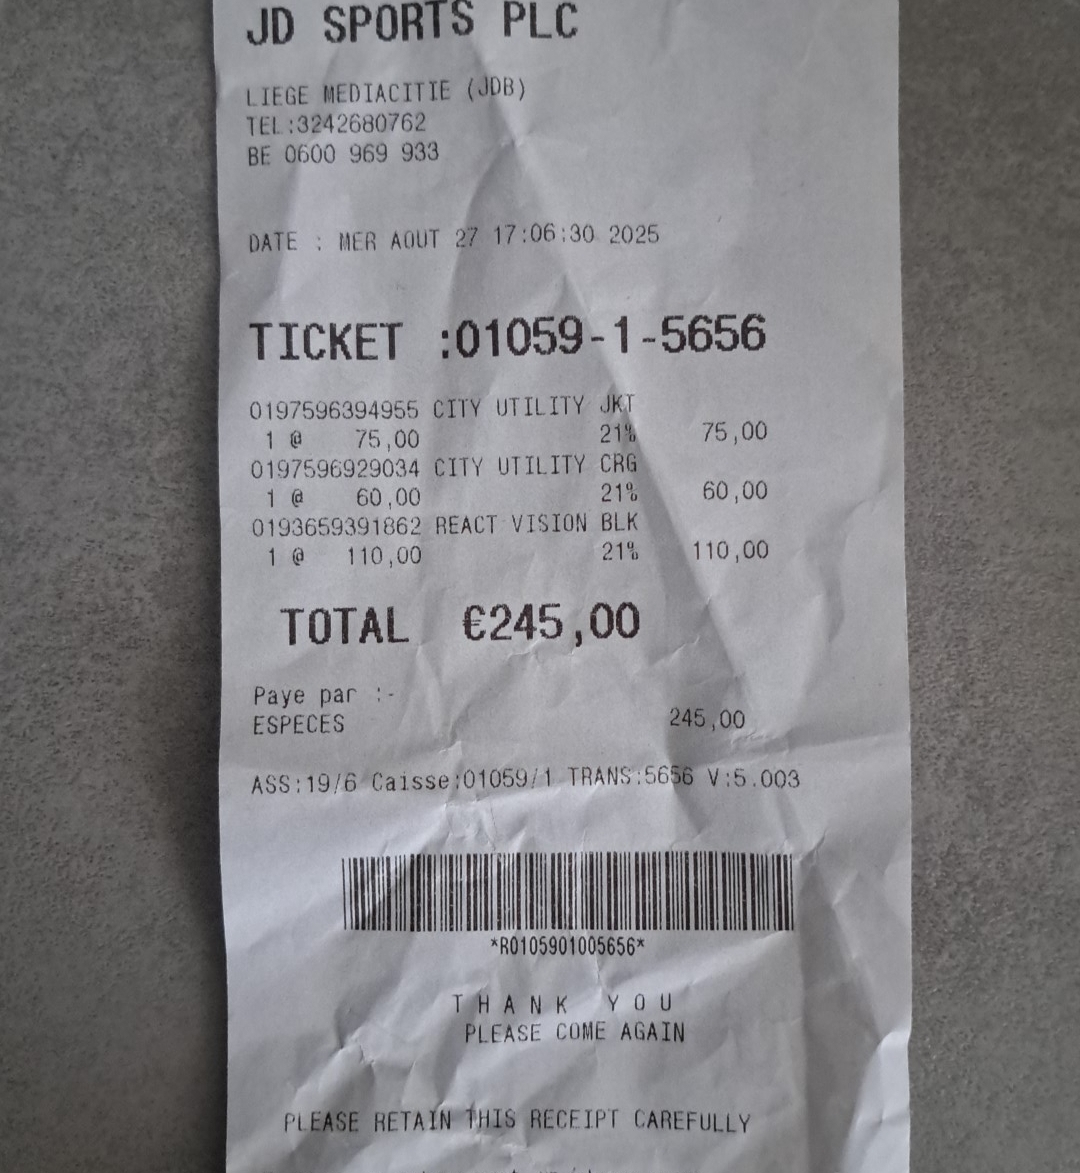 JD SPORTS PLC
LIEGE MEDIACITIE (JDB)
TEL:3242680762
BE 0600 969 933
DATE : MER AOUT 27 17:06:30 2025
TICKET :01059-1-5656
0197596394955 CITY UTILITY JKT
1 @ 75,00 21% 75,00
0197596929034 CITY UTILITY CRG
1 @ 60,00 21% 60,00
0193659391862 REACT VISION BLK
1 @ 110,00 21% 110,00
TOTAL €245,00
Paye par :-
ESPECES 245,00
ASS:19/6 Caisse:01059/1 TRANS:5656 V:5.003
*R0105901005656*
THANK YOU
PLEASE COME AGAIN
PLEASE RETAIN THIS RECEIPT CAREFULLY